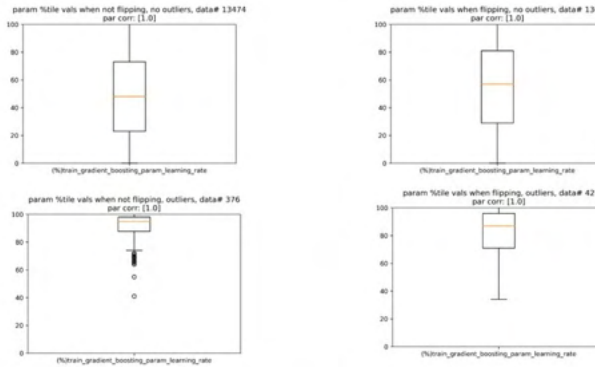 param %tile vals when not flipping, no outliers, data# 13474
par corr: [1.0]
100
80
60
40
20
0
(%)train_gradient_boosting_param_learning_rate
param %tile vals when flipping, no outliers, data# 13
par corr: [1.0]
100
80
60
40
20
0
(%)train_gradient_boosting_param_learning_rate
param %tile vals when not flipping, outliers, data# 376
par corr: [1.0]
100
80
60
40
20
0
(%)train_gradient_boosting_param_learning_rate
param %tile vals when flipping, outliers, data# 42
par corr: [1.0]
100
80
60
40
20
0
(%)train_gradient_boosting_param_learning_rate